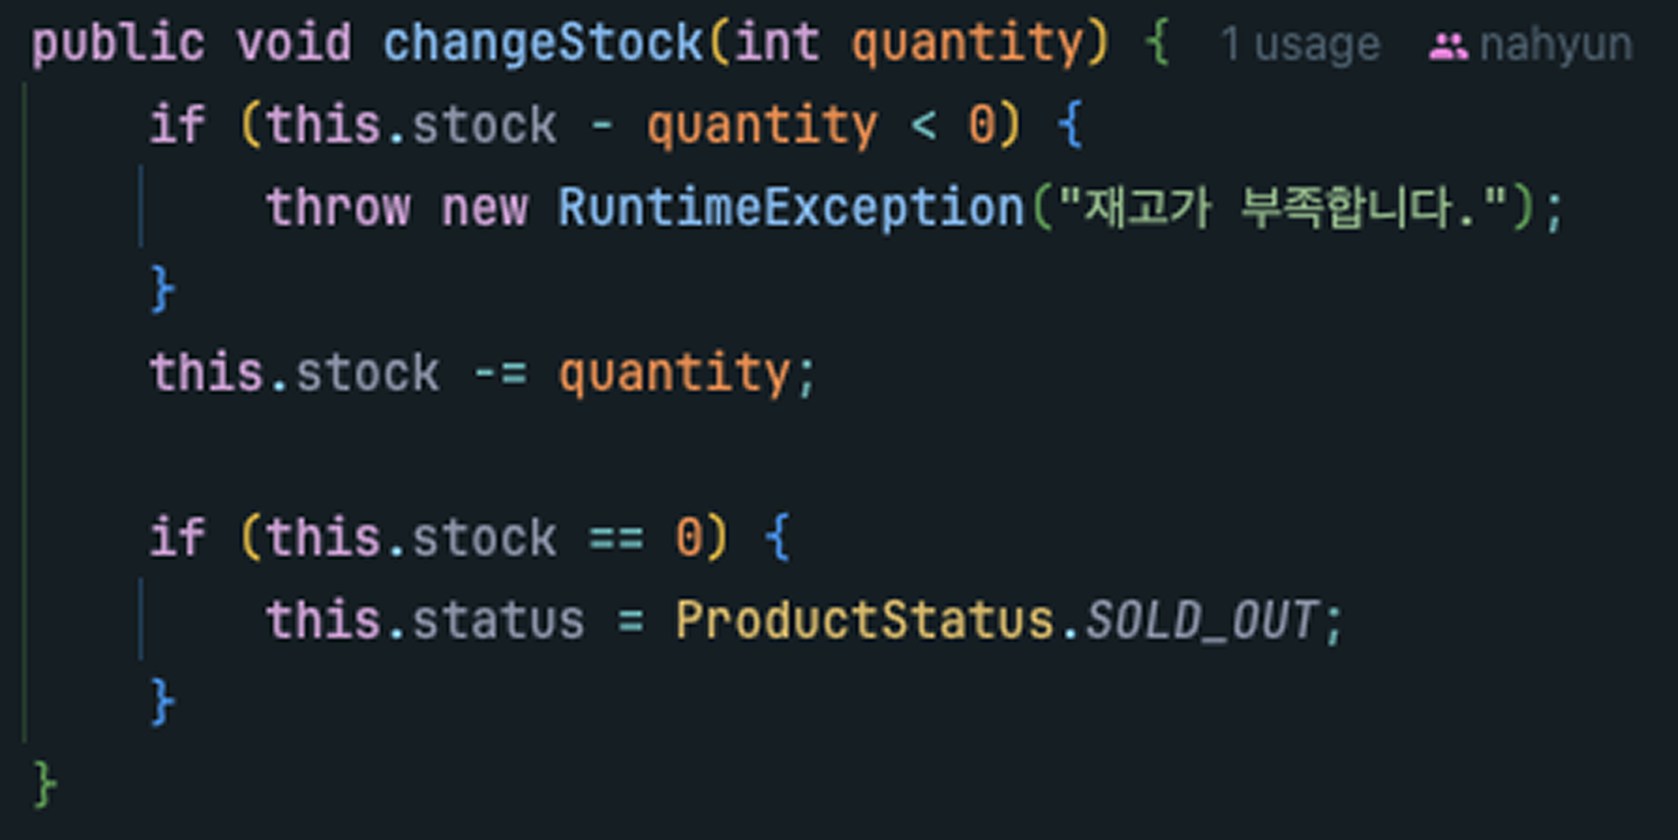 public void changeStock(int quantity) { 1 usage nahyun
if (this.stock - quantity < 0) {
throw new RuntimeException("재고가 부족합니다.");
}
this.stock -= quantity;
if (this.stock == 0) {
this.status = ProductStatus.SOLD_OUT;
}
}